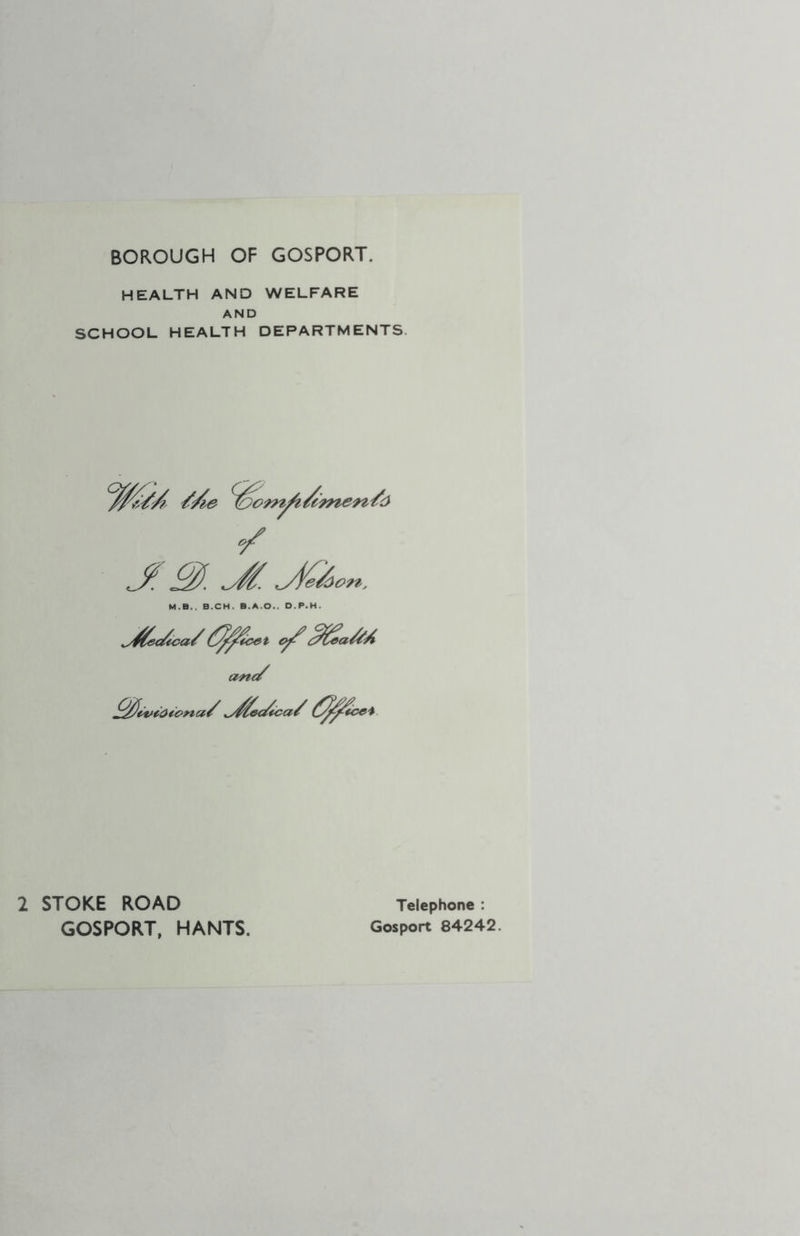 BOROUGH OF GOSPORT.
HEALTH AND WELFARE
AND
SCHOOL HEALTH DEPARTMENTS.
With the Compliments
of
J. D. M. Nelson,
M.B., B.CH. B.A.O., D.P.H.
Medical Officer of Health
and
Divisional Medical Officer.
2 STOKE ROAD
GOSPORT, HANTS.
Telephone :
Gosport 84242.